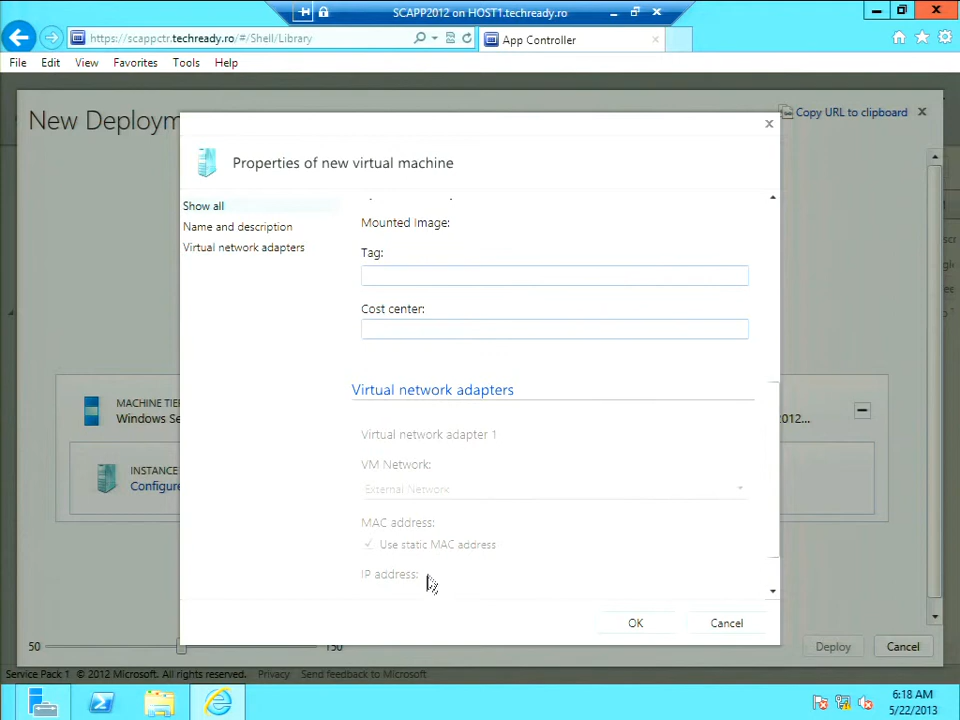 SCAPP2012 on HOST1.techready.ro
https://scappctr.techready.ro/#/Shell/Library
App Controller
File Edit View Favorites Tools Help
New Deploym
Copy URL to clipboard
Properties of new virtual machine
Show all
Name and description
Virtual network adapters
Mounted Image:
Tag:
Cost center:
Virtual network adapters
Virtual network adapter 1
VM Network:
External Network
MAC address:
Use static MAC address
IP address:
OK
Cancel
MACHINE TIE
Windows Se
012...
INSTANCE
Configure
50
150
Deploy
Cancel
Service Pack 1 © 2012 Microsoft. All rights reserved. Privacy Send feedback to Microsoft
6:18 AM
5/22/2013